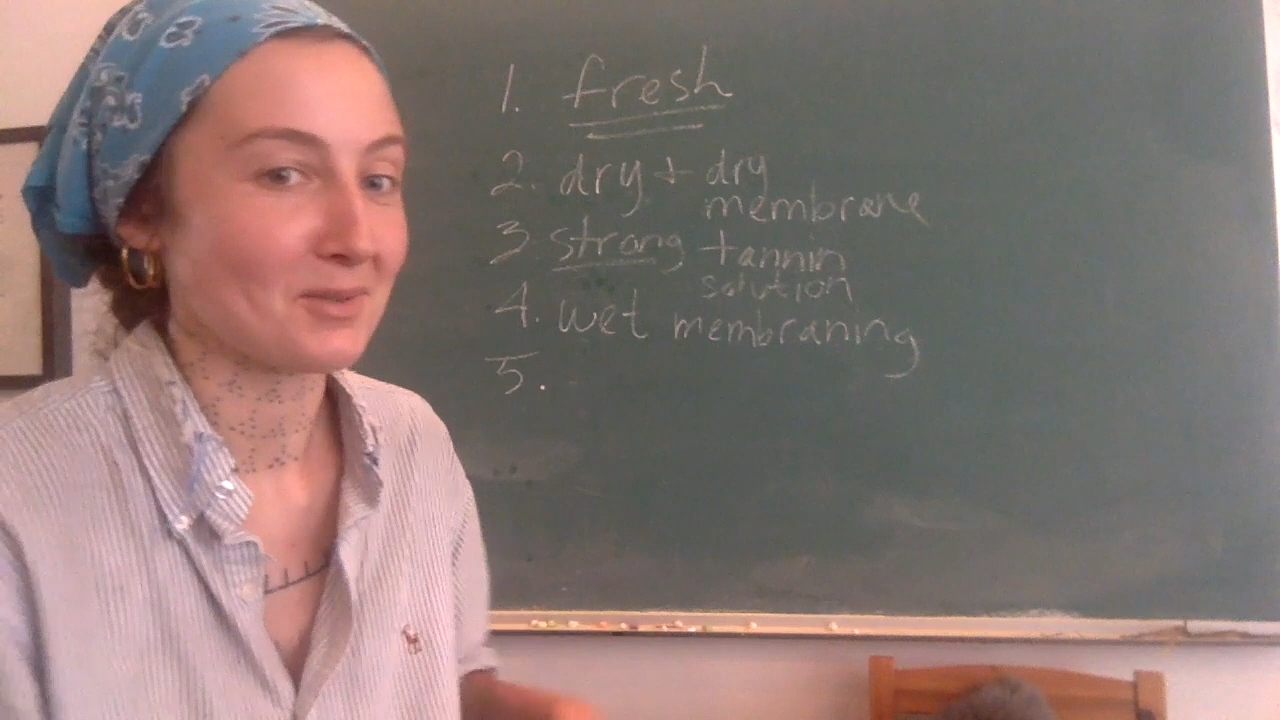 1. fresh
2. dry + dry
membrane
3. strong tannin
solution
4. wet membraning
5.